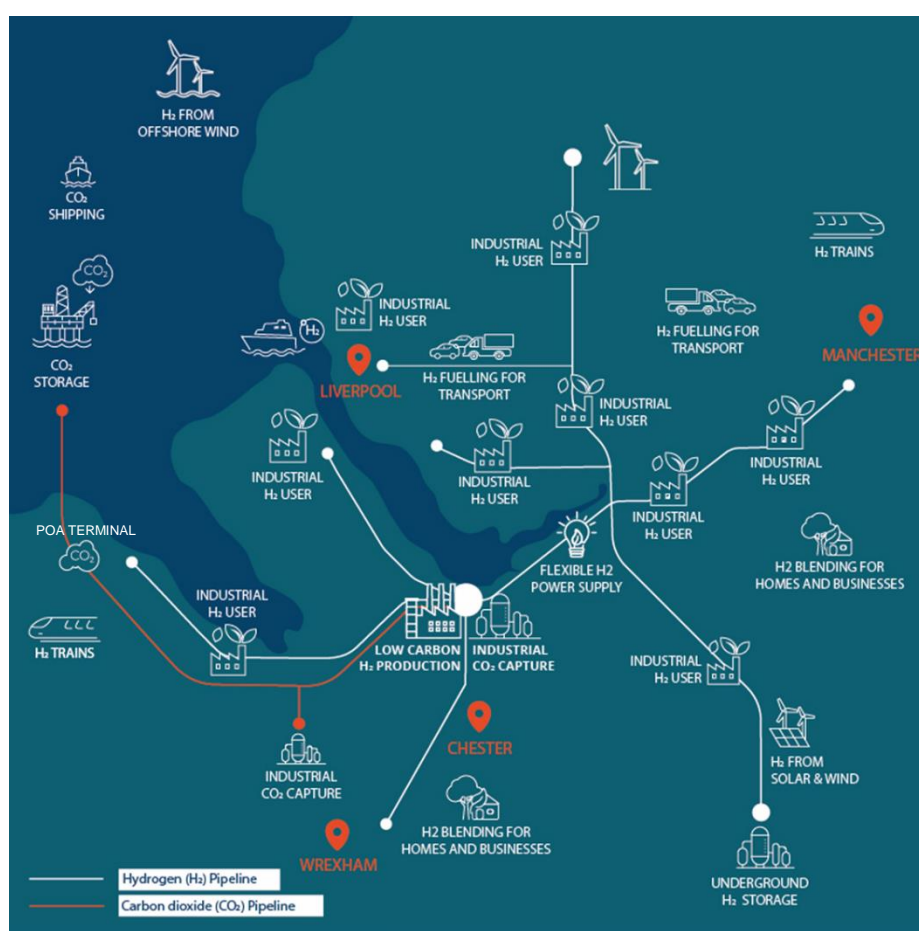 H₂ FROM
OFFSHORE WIND
CO₂
SHIPPING
INDUSTRIAL
H₂ USER
H₂ TRAINS
CO₂
INDUSTRIAL
H₂ USER
H₂
H₂ FUELLING FOR
TRANSPORT
MANCHESTER
CO₂
STORAGE
LIVERPOOL
H₂ FUELLING FOR
TRANSPORT
INDUSTRIAL
H₂ USER
INDUSTRIAL
H₂ USER
INDUSTRIAL
H₂ USER
INDUSTRIAL
H₂ USER
INDUSTRIAL
H₂ USER
POA TERMINAL
CO₂
FLEXIBLE H2
POWER SUPPLY
H2 BLENDING FOR
HOMES AND BUSINESSES
INDUSTRIAL
H₂ USER
H₂ TRAINS
LOW CARBON
H₂ PRODUCTION
INDUSTRIAL
CO₂ CAPTURE
INDUSTRIAL
H₂ USER
CHESTER
H₂ FROM
SOLAR & WIND
INDUSTRIAL
CO₂ CAPTURE
H2 BLENDING FOR
HOMES AND BUSINESSES
WREXHAM
UNDERGROUND
H₂ STORAGE
Hydrogen (H₂) Pipeline
Carbon dioxide (CO₂) Pipeline